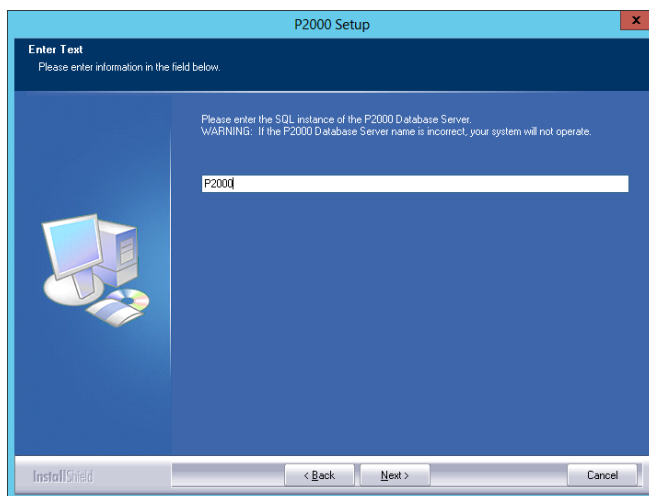 P2000 Setup
x
Enter Text
Please enter information in the field below.
Please enter the SQL instance of the P2000 Database Server.
WARNING: If the P2000 Database Server name is incorrect, your system will not operate.
P2000
InstallShield
< Back
Next >
Cancel